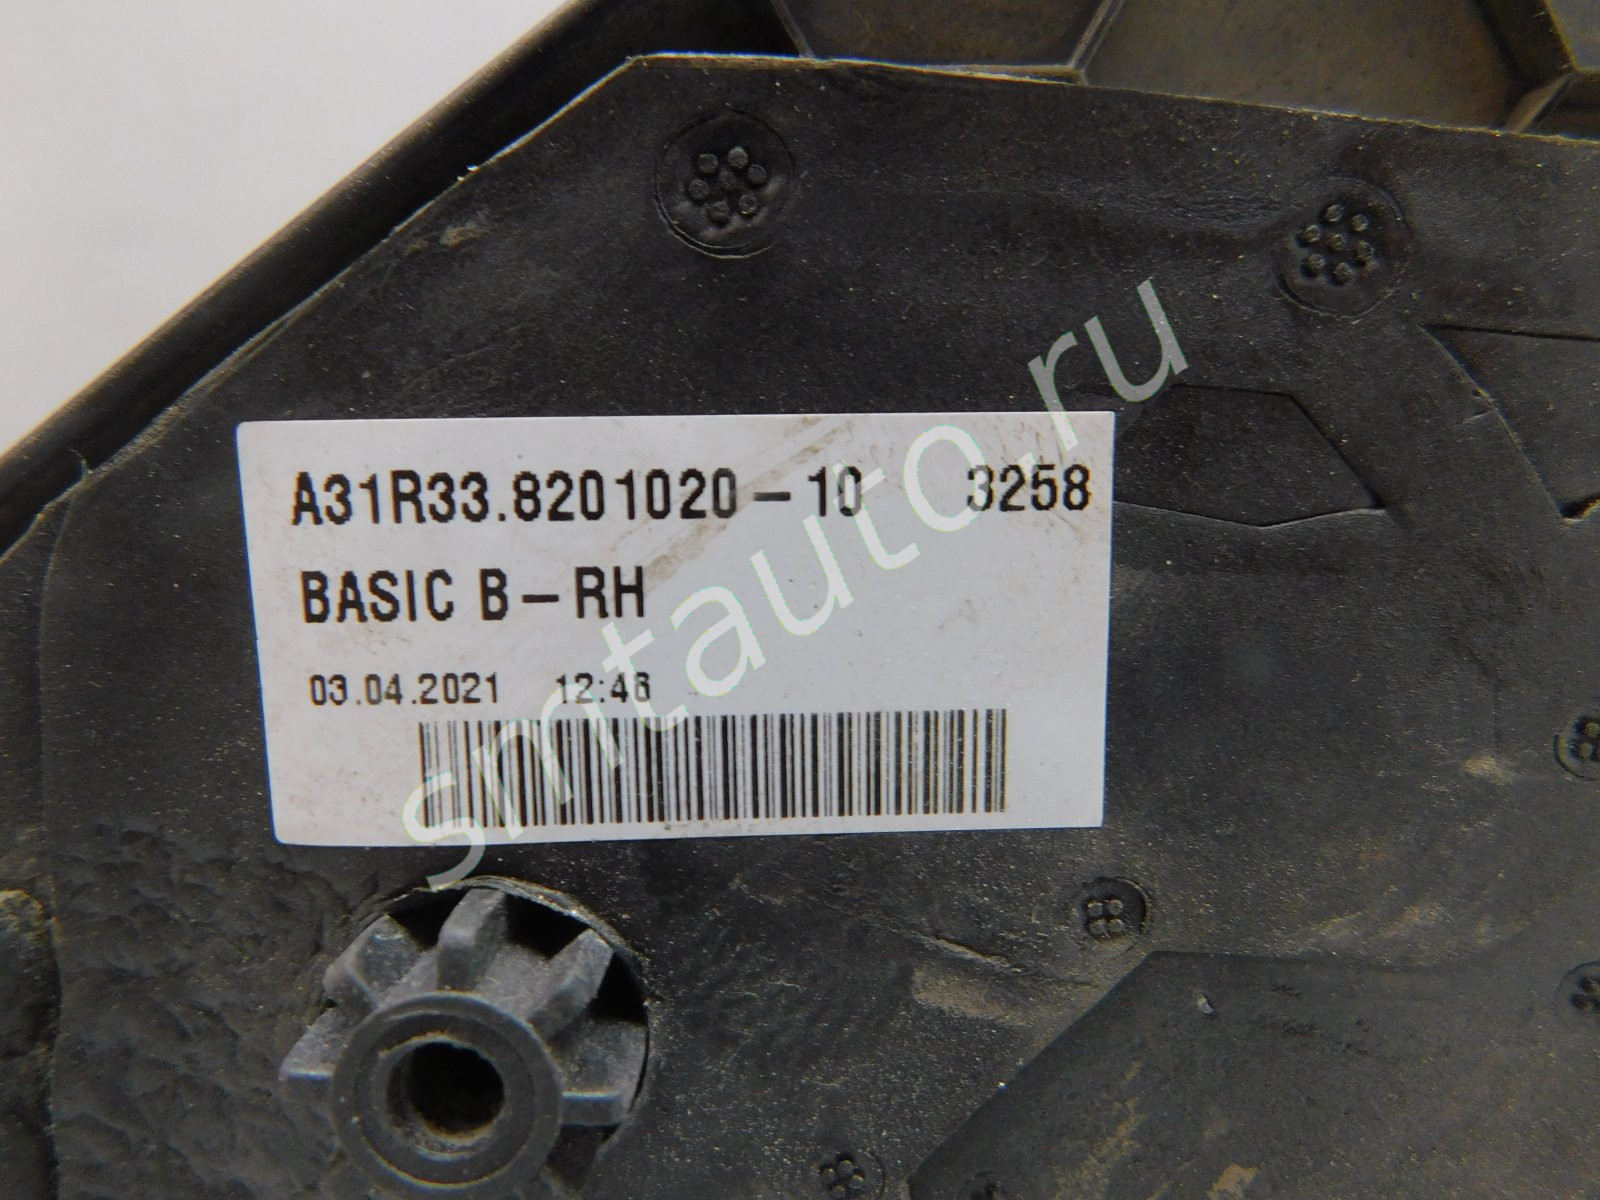 A31R33.8201020-10 3258
BASIC B-RH
03.04.2021 12:46
smtauto.ru